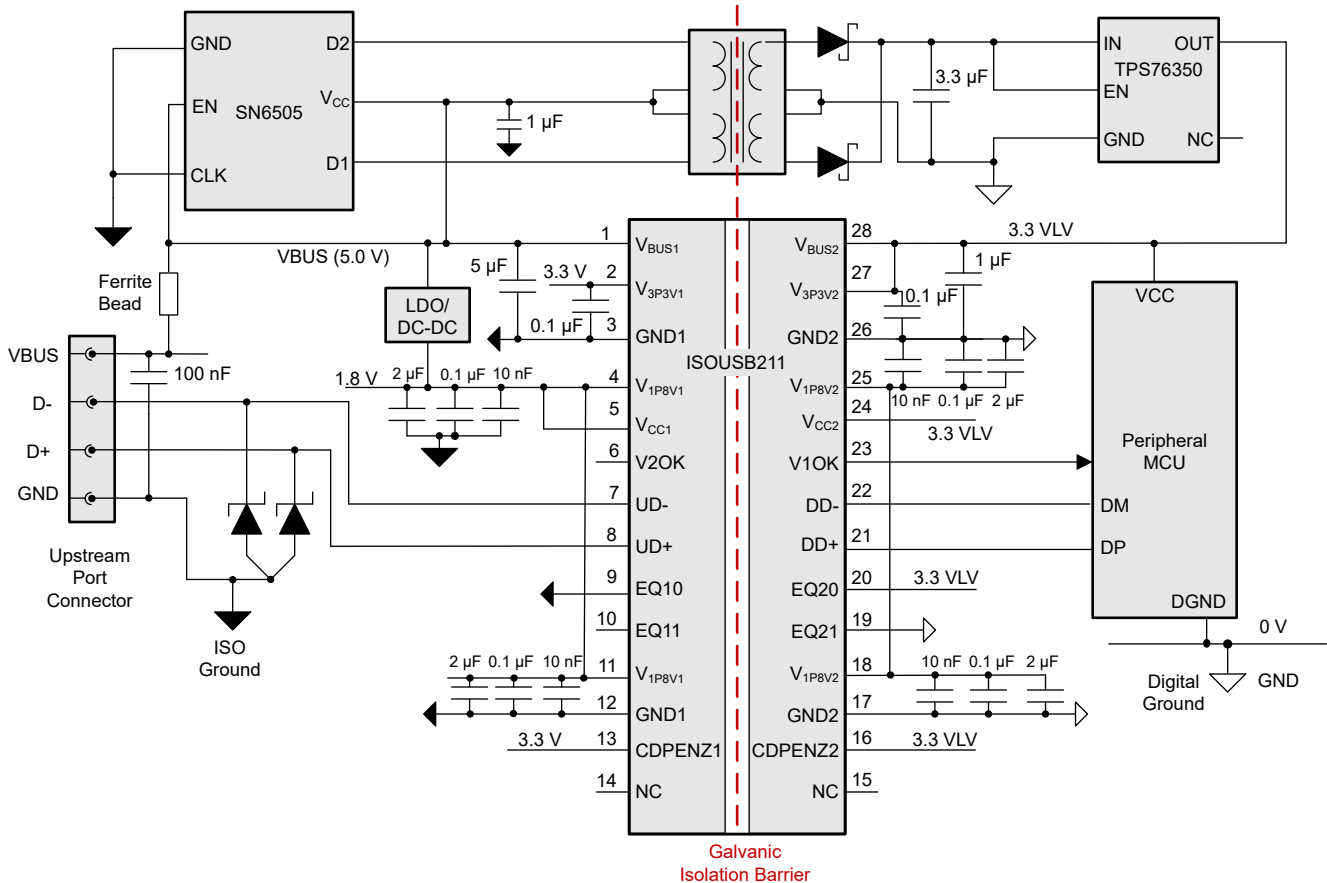 GND
D2
EN
SN6505
VCC
CLK
D1
1 µF
3.3 µF
IN
OUT
TPS76350
EN
GND
NC
VBUS (5.0 V)
Ferrite
Bead
LDO/
DC-DC
5 µF
3.3 V
0.1 µF
VBUS
100 nF
D-
D+
GND
Upstream
Port
Connector
ISO
Ground
1.8 V
2 µF
0.1 µF
10 nF
ISOUSB211
1
VBUS1
2
V3P3V1
3
GND1
4
V1P8V1
5
VCC1
6
V2OK
7
UD-
8
UD+
9
EQ10
10
EQ11
2 µF
0.1 µF
10 nF
11
V1P8V1
12
GND1
3.3 V
13
CDPENZ1
14
NC
VBUS2
28
3.3 VLV
1 µF
V3P3V2
27
0.1 µF
GND2
26
V1P8V2
25
10 nF
0.1 µF
2 µF
VCC2
24
3.3 VLV
V1OK
23
DD-
22
DD+
21
EQ20
20
3.3 VLV
EQ21
19
V1P8V2
18
10 nF
0.1 µF
2 µF
GND2
17
CDPENZ2
16
3.3 VLV
NC
15
VCC
Peripheral
MCU
DM
DP
DGND
0 V
Digital
Ground
GND
Galvanic
Isolation Barrier